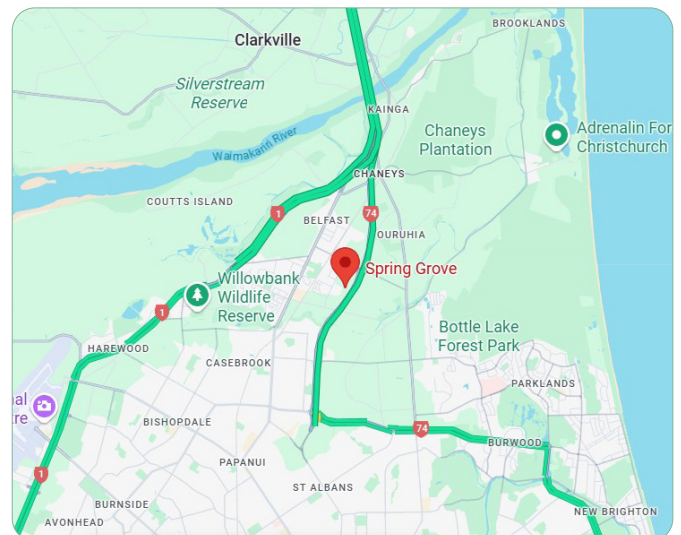 BROOKLANDS
Clarkville
Silverstream
Reserve
KAINGA
Chaneys
Plantation
Adrenalin For
Christchurch
Waimakariri River
CHANEYS
COUTTS ISLAND
1
74
BELFAST
OURUHIA
Spring Grove
Willowbank
Wildlife
Reserve
1
Bottle Lake
Forest Park
HAREWOOD
CASEBROOK
PARKLANDS
al
re
BISHOPDALE
74
BURWOOD
PAPANUI
1
ST ALBANS
BURNSIDE
NEW BRIGHTON
AVONHEAD